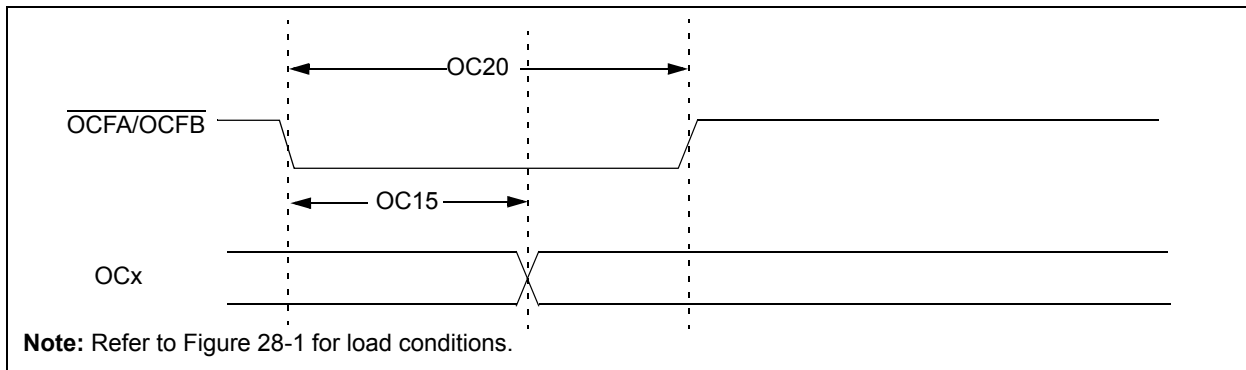 OC20
OCFA/OCFB
OC15
OCx
Note: Refer to Figure 28-1 for load conditions.